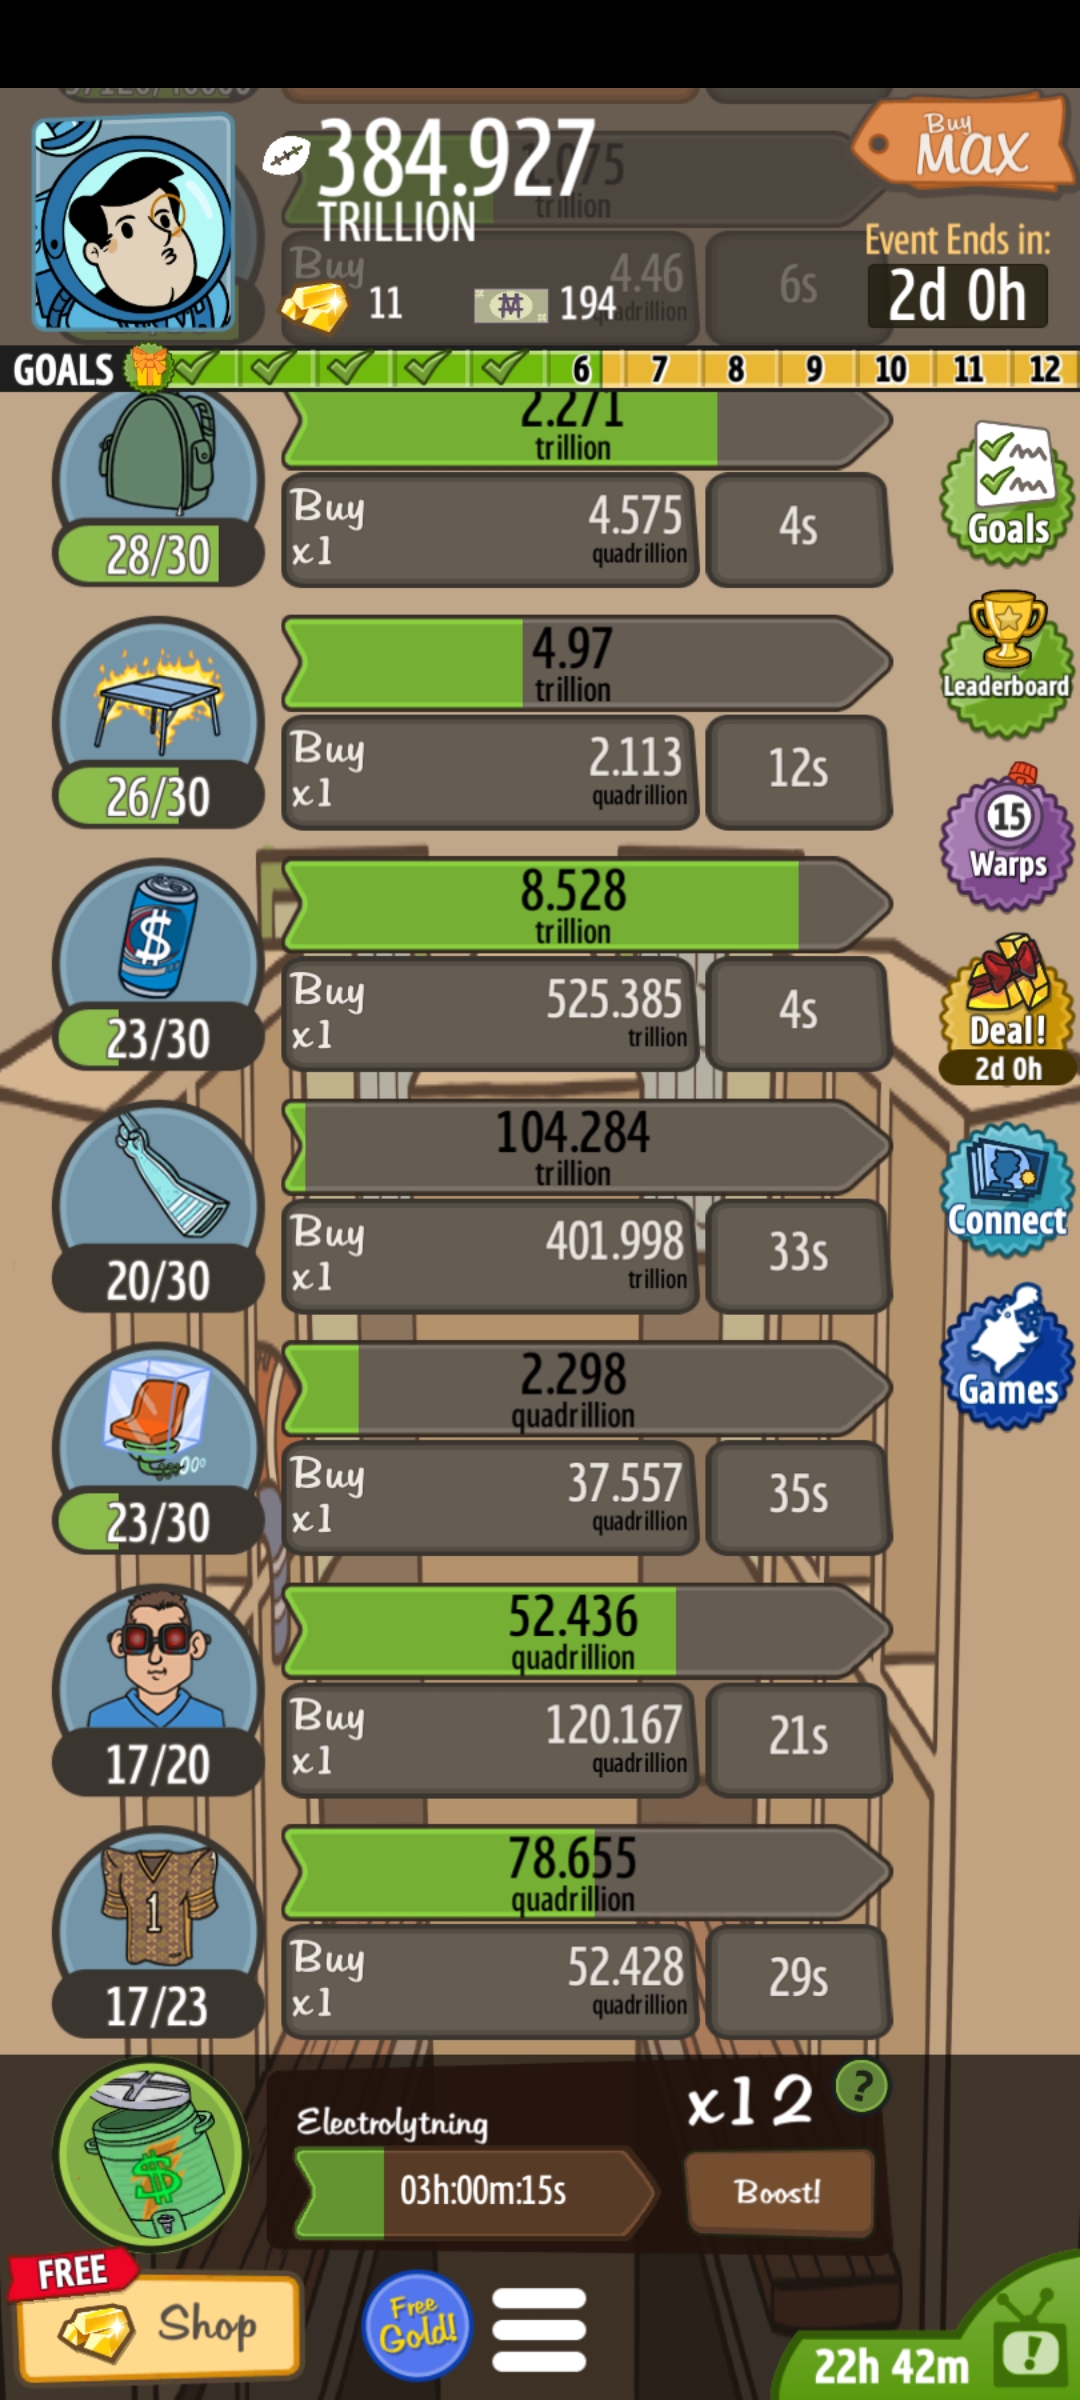 384.927
TRILLION
trillion
Buy
4.46
6s
11
194
Buy
MAX
Event Ends in:
2d 0h
GOALS
6 7 8 9 10 11 12
2.271
trillion
28/30
Buy
x1
4.575
quadrillion
4s
Goals
4.97
trillion
26/30
Buy
x1
2.113
quadrillion
12s
Leaderboard
15
Warps
8.528
trillion
$
23/30
Buy
x1
525.385
trillion
4s
Deal!
2d 0h
104.284
trillion
20/30
Buy
x1
401.998
trillion
33s
Connect
2.298
quadrillion
23/30
Buy
x1
37.557
quadrillion
35s
Games
52.436
quadrillion
17/20
Buy
x1
120.167
quadrillion
21s
78.655
quadrillion
1
17/23
Buy
x1
52.428
quadrillion
29s
$
Electrolytning
03h:00m:15s
x12
?
Boost!
FREE
Shop
Free
Gold!
22h 42m
!